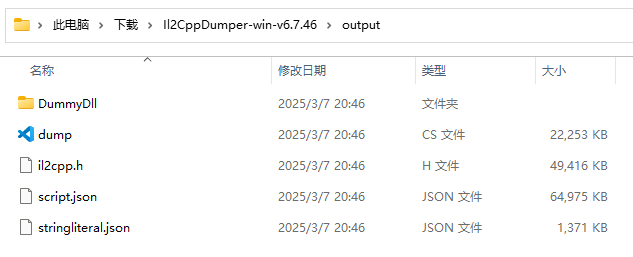 此电脑 > 下载 > Il2CppDumper-win-v6.7.46 > output
名称 修改日期 类型 大小
DummyDll 2025/3/7 20:46 文件夹
dump 2025/3/7 20:46 CS 文件 22,253 KB
il2cpp.h 2025/3/7 20:46 H 文件 49,416 KB
script.json 2025/3/7 20:46 JSON 文件 64,975 KB
stringliteral.json 2025/3/7 20:46 JSON 文件 1,371 KB